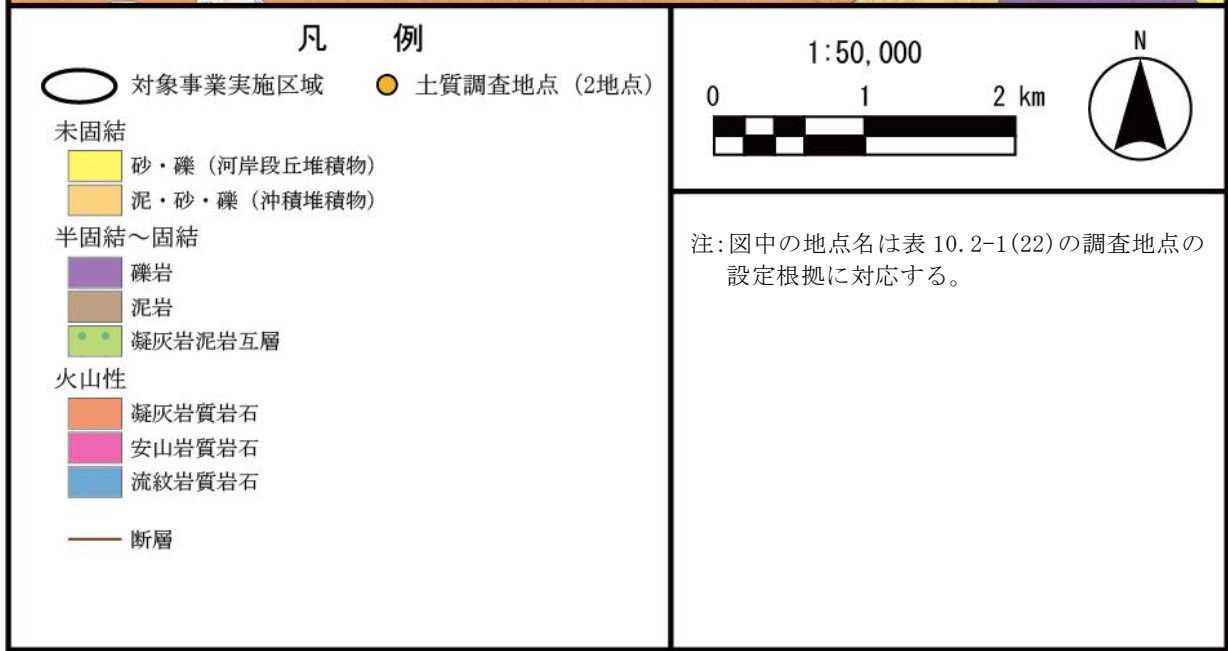 凡 例
対象事業実施区域 土質調査地点（2地点）
未固結
砂・礫（河岸段丘堆積物）
泥・砂・礫（沖積堆積物）
半固結～固結
礫岩
泥岩
凝灰岩泥岩互層
火山性
凝灰岩質岩石
安山岩質岩石
流紋岩質岩石
断層
1:50,000
0 1 2 km
N
注:図中の地点名は表 10.2-1(22)の調査地点の
設定根拠に対応する。